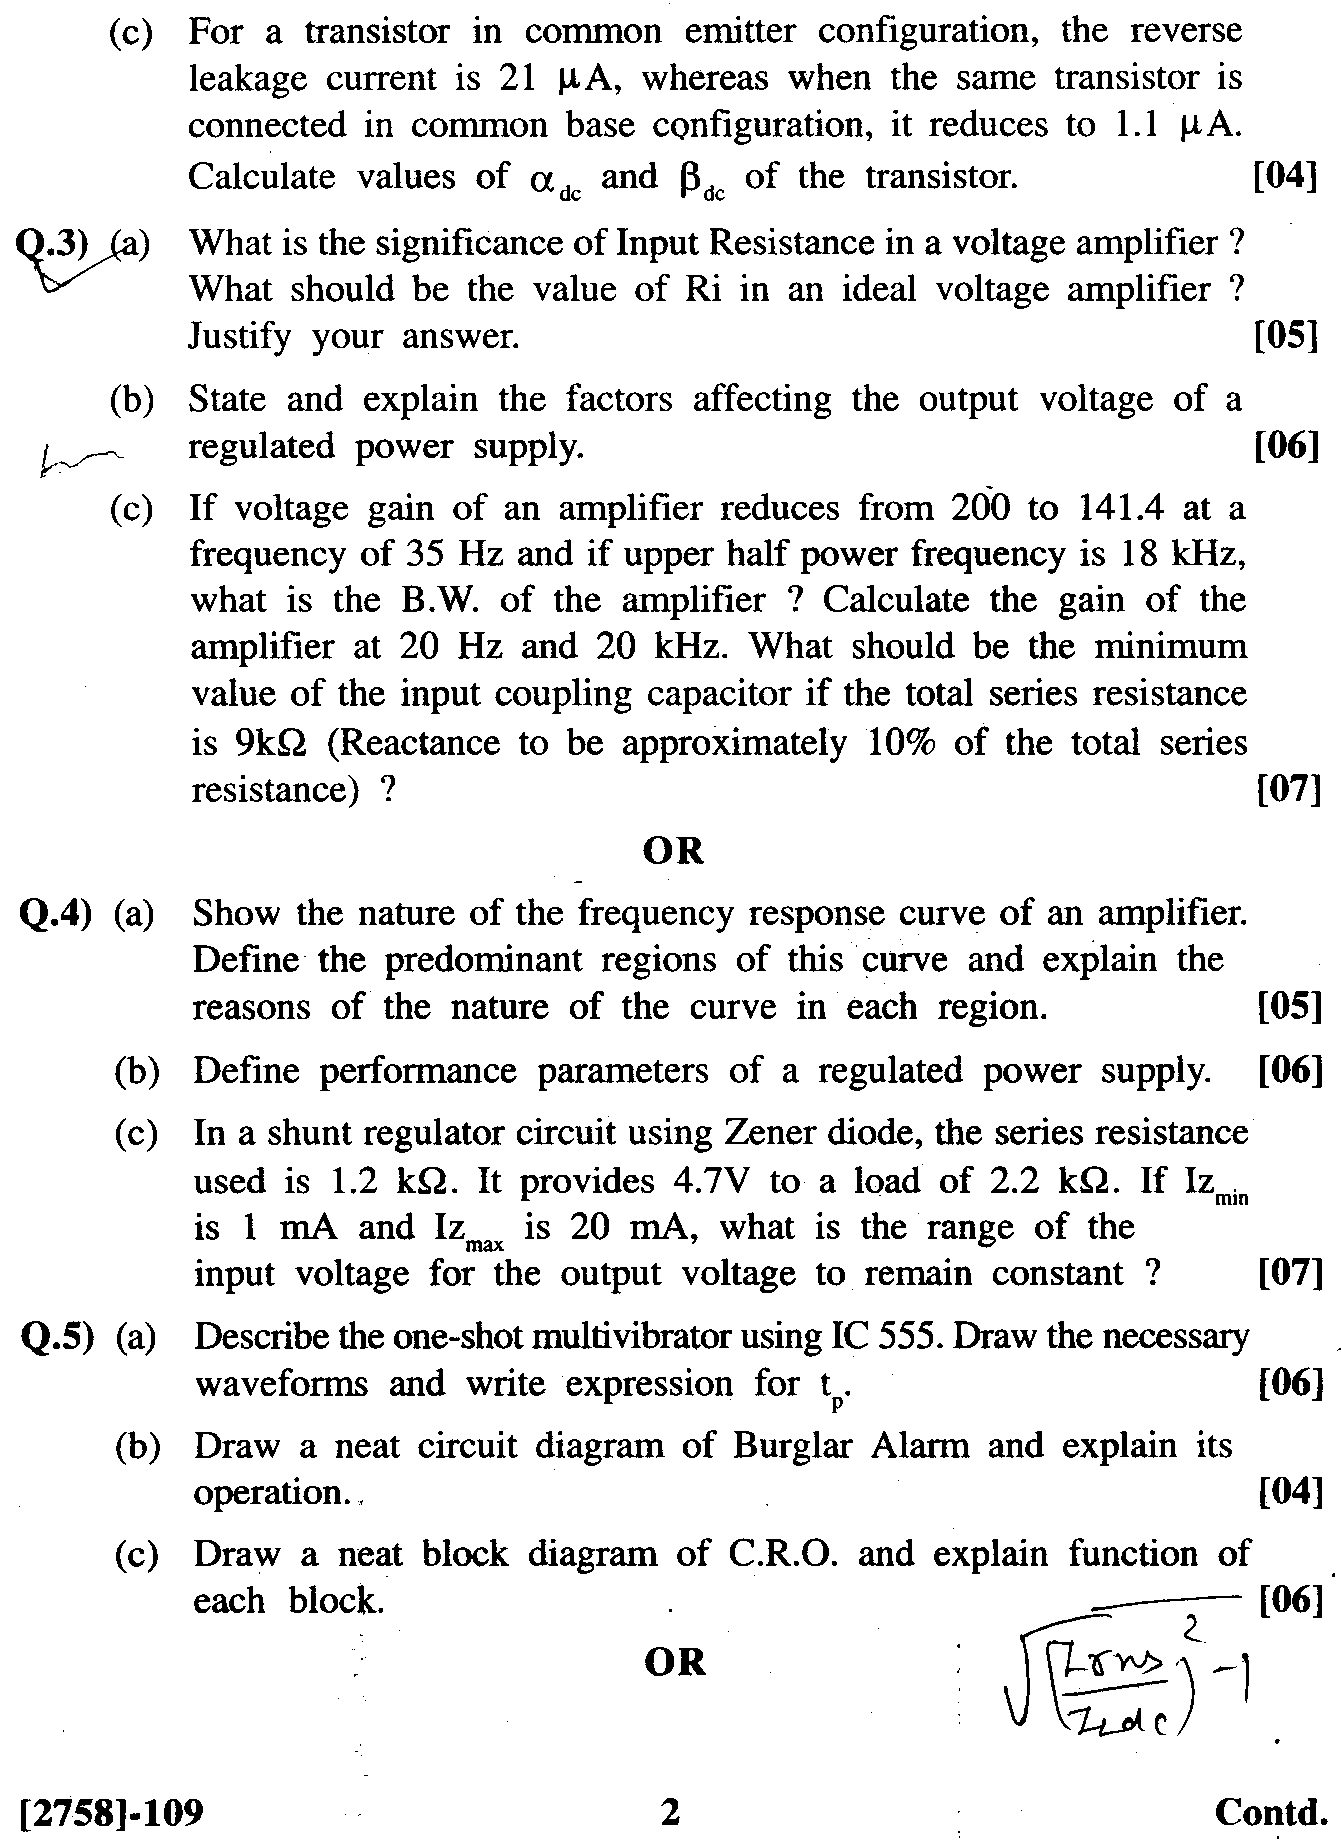 (c) For a transistor in common emitter configuration, the reverse
leakage current is 21 μA, whereas when the same transistor is
connected in common base configuration, it reduces to 1.1 μA.
Calculate values of α_dc and β_dc of the transistor. [04]
Q.3) (a) What is the significance of Input Resistance in a voltage amplifier ?
What should be the value of Ri in an ideal voltage amplifier ?
Justify your answer. [05]
(b) State and explain the factors affecting the output voltage of a
regulated power supply. [06]
(c) If voltage gain of an amplifier reduces from 200 to 141.4 at a
frequency of 35 Hz and if upper half power frequency is 18 kHz,
what is the B.W. of the amplifier ? Calculate the gain of the
amplifier at 20 Hz and 20 kHz. What should be the minimum
value of the input coupling capacitor if the total series resistance
is 9kΩ (Reactance to be approximately 10% of the total series
resistance) ? [07]
OR
Q.4) (a) Show the nature of the frequency response curve of an amplifier.
Define the predominant regions of this curve and explain the
reasons of the nature of the curve in each region. [05]
(b) Define performance parameters of a regulated power supply. [06]
(c) In a shunt regulator circuit using Zener diode, the series resistance
used is 1.2 kΩ. It provides 4.7V to a load of 2.2 kΩ. If Iz_min
is 1 mA and Iz_max is 20 mA, what is the range of the
input voltage for the output voltage to remain constant ? [07]
Q.5) (a) Describe the one-shot multivibrator using IC 555. Draw the necessary
waveforms and write expression for t_p. [06]
(b) Draw a neat circuit diagram of Burglar Alarm and explain its
operation. [04]
(c) Draw a neat block diagram of C.R.O. and explain function of
each block. [06]
OR
[2758]-109 2 Contd.